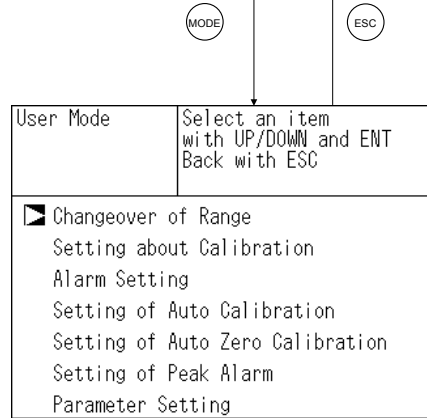 MODE
ESC
User Mode
Select an item
with UP/DOWN and ENT
Back with ESC
Changeover of Range
Setting about Calibration
Alarm Setting
Setting of Auto Calibration
Setting of Auto Zero Calibration
Setting of Peak Alarm
Parameter Setting